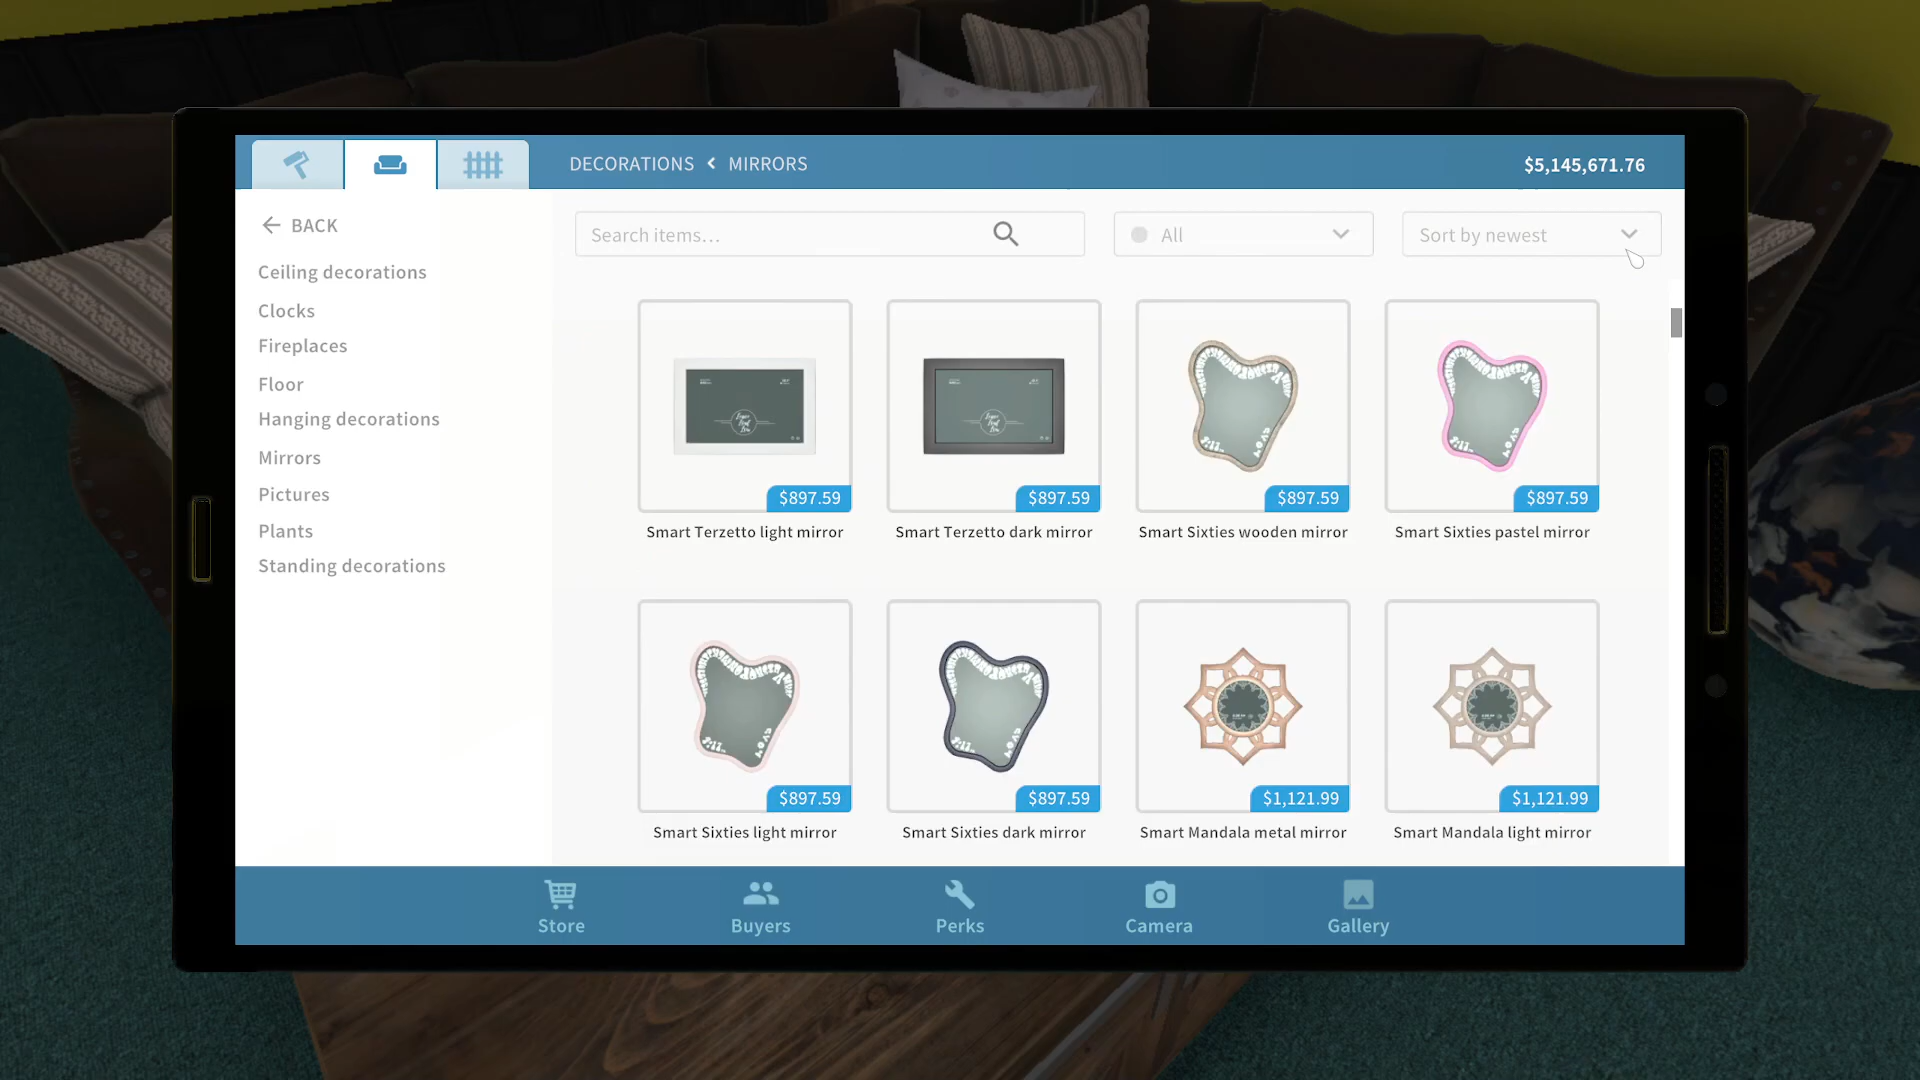 DECORATIONS < MIRRORS
$5,145,671.76
BACK
Search items...
All
Sort by newest
Ceiling decorations
Clocks
Fireplaces
Floor
Hanging decorations
Mirrors
Pictures
Plants
Standing decorations
$897.59
$897.59
$897.59
$897.59
Smart Terzetto light mirror
Smart Terzetto dark mirror
Smart Sixties wooden mirror
Smart Sixties pastel mirror
$897.59
$897.59
$1,121.99
$1,121.99
Smart Sixties light mirror
Smart Sixties dark mirror
Smart Mandala metal mirror
Smart Mandala light mirror
Store
Buyers
Perks
Camera
Gallery